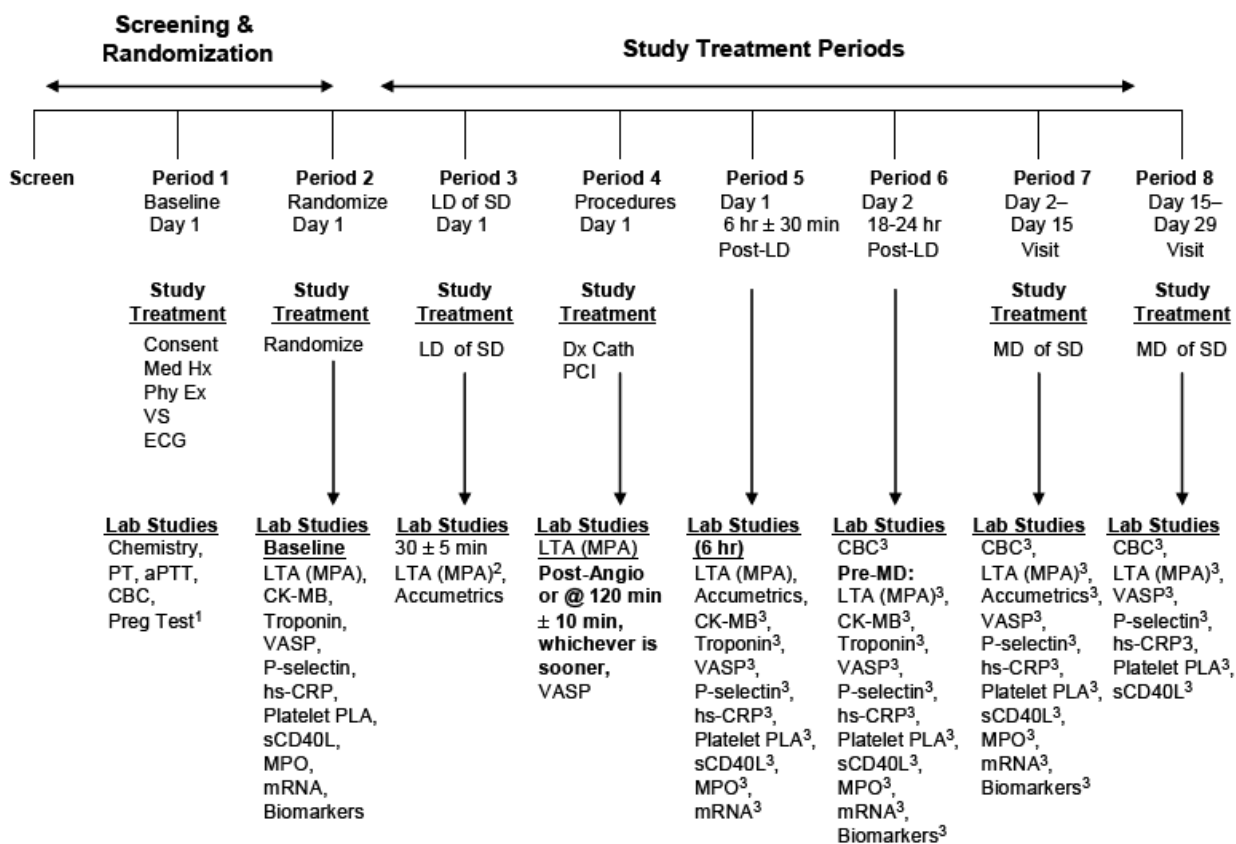 Screening &
Randomization
Study Treatment Periods
Screen
Period 1
Baseline
Day 1
Period 2
Randomize
Day 1
Period 3
LD of SD
Day 1
Period 4
Procedures
Day 1
Period 5
Day 1
6 hr ± 30 min
Post-LD
Period 6
Day 2
18-24 hr
Post-LD
Period 7
Day 2–
Day 15
Visit
Period 8
Day 15–
Day 29
Visit
Study
Treatment
Consent
Med Hx
Phy Ex
VS
ECG
Study
Treatment
Randomize
Study
Treatment
LD of SD
Study
Treatment
Dx Cath
PCI
Study
Treatment
MD of SD
Study
Treatment
MD of SD
Lab Studies
Chemistry,
PT, aPTT,
CBC,
Preg Test¹
Lab Studies
Baseline
LTA (MPA),
CK-MB,
Troponin,
VASP,
P-selectin,
hs-CRP,
Platelet PLA,
sCD40L,
MPO,
mRNA,
Biomarkers
Lab Studies
30 ± 5 min
LTA (MPA)²,
Accumetrics
Lab Studies
LTA (MPA)
Post-Angio
or @ 120 min
± 10 min,
whichever is
sooner,
VASP
Lab Studies
(6 hr)
LTA (MPA),
Accumetrics,
CK-MB³,
Troponin³,
VASP³,
P-selectin³,
hs-CRP³,
Platelet PLA³,
sCD40L³,
MPO³,
mRNA³
Lab Studies
CBC³
Pre-MD:
LTA (MPA)³,
CK-MB³,
Troponin³,
VASP³,
P-selectin³,
hs-CRP³,
Platelet PLA³,
sCD40L³,
MPO³,
mRNA³,
Biomarkers³
Lab Studies
CBC³,
LTA (MPA)³,
Accumetrics³,
VASP³,
P-selectin³,
hs-CRP³,
Platelet PLA³,
sCD40L³,
MPO³,
mRNA³,
Biomarkers³
Lab Studies
CBC³,
LTA (MPA)³,
VASP³,
P-selectin³,
hs-CRP3,
Platelet PLA³,
sCD40L³